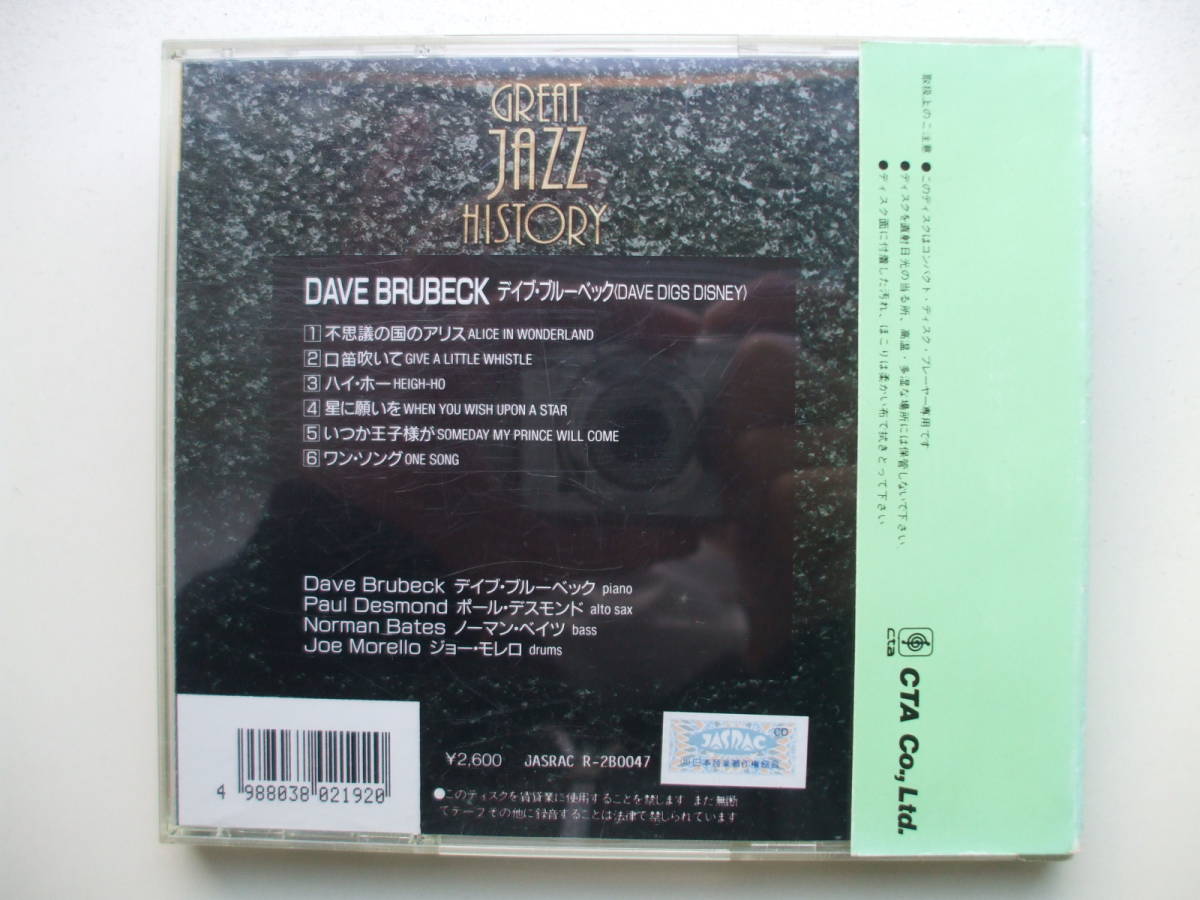 GREAT
JAZZ
HISTORY
DAVE BRUBECK デイブ・ブルーベック(DAVE DIGS DISNEY)
1 不思議の国のアリス ALICE IN WONDERLAND
2 口笛吹いて GIVE A LITTLE WHISTLE
3 ハイ・ホー HEIGH-HO
4 星に願いを WHEN YOU WISH UPON A STAR
5 いつか王子様が SOMEDAY MY PRINCE WILL COME
6 ワン・ソング ONE SONG
Dave Brubeck デイブ・ブルーベック piano
Paul Desmond ポール・デスモンド alto sax
Norman Bates ノーマン・ベイツ bass
Joe Morello ジョー・モレロ drums
4 988038 021920
¥2,600 JASRAC R-2B0047
CD
JASRAC
●このディスクを賃貸業に使用することを禁します また無断
てテープその他に録音することは法律て禁しられています
取扱上のご注意 ●このディスクはコンパクト・ディスク・プレーヤー専用です
●ディスクを直射日光の当る所、高温・多湿な場所には保管しないで下さい
●ディスク面に付着した汚れ、ほこりは柔かい布で拭きとって下さい
cta CTA Co., Ltd.